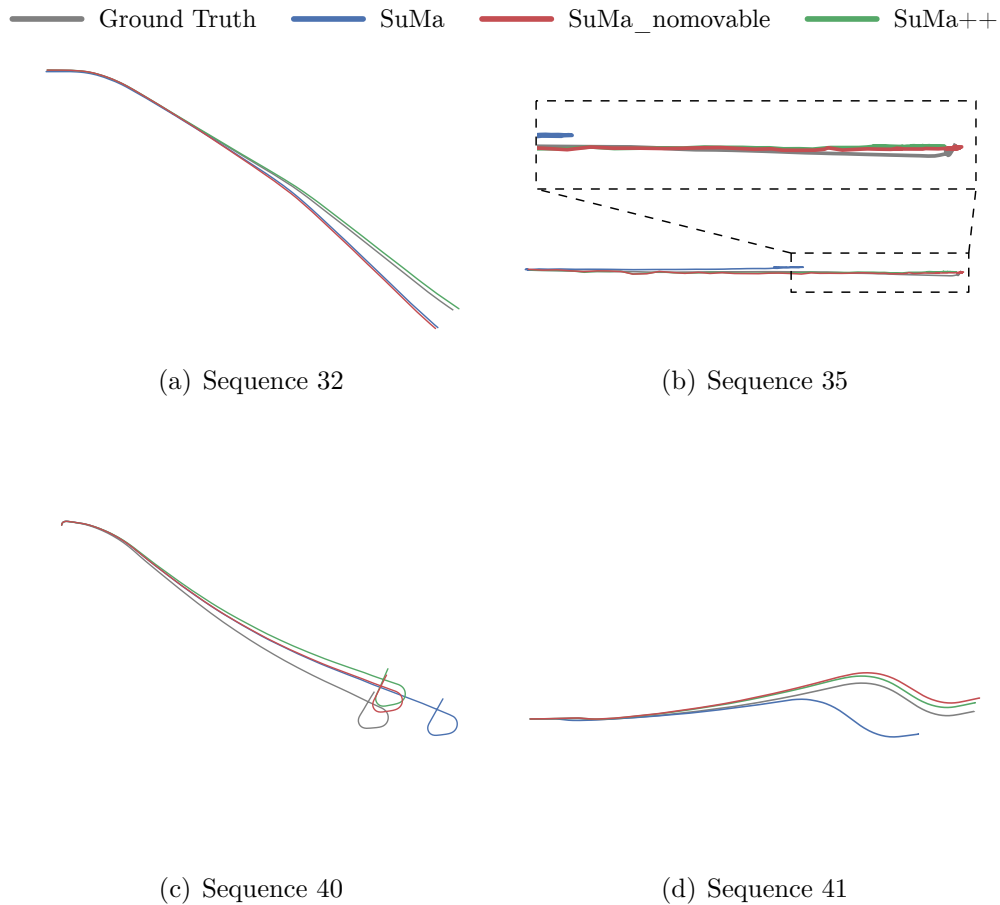 Ground Truth SuMa SuMa_nomovable SuMa++
(a) Sequence 32
(b) Sequence 35
(c) Sequence 40
(d) Sequence 41